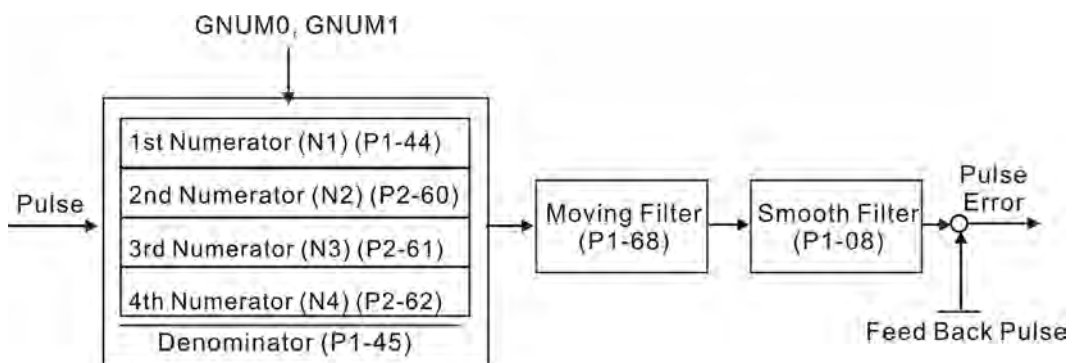 GNUM0, GNUM1
Pulse
1st Numerator (N1) (P1-44)
2nd Numerator (N2) (P2-60)
3rd Numerator (N3) (P2-61)
4th Numerator (N4) (P2-62)
Denominator (P1-45)
Moving Filter
(P1-68)
Smooth Filter
(P1-08)
Pulse
Error
Feed Back Pulse